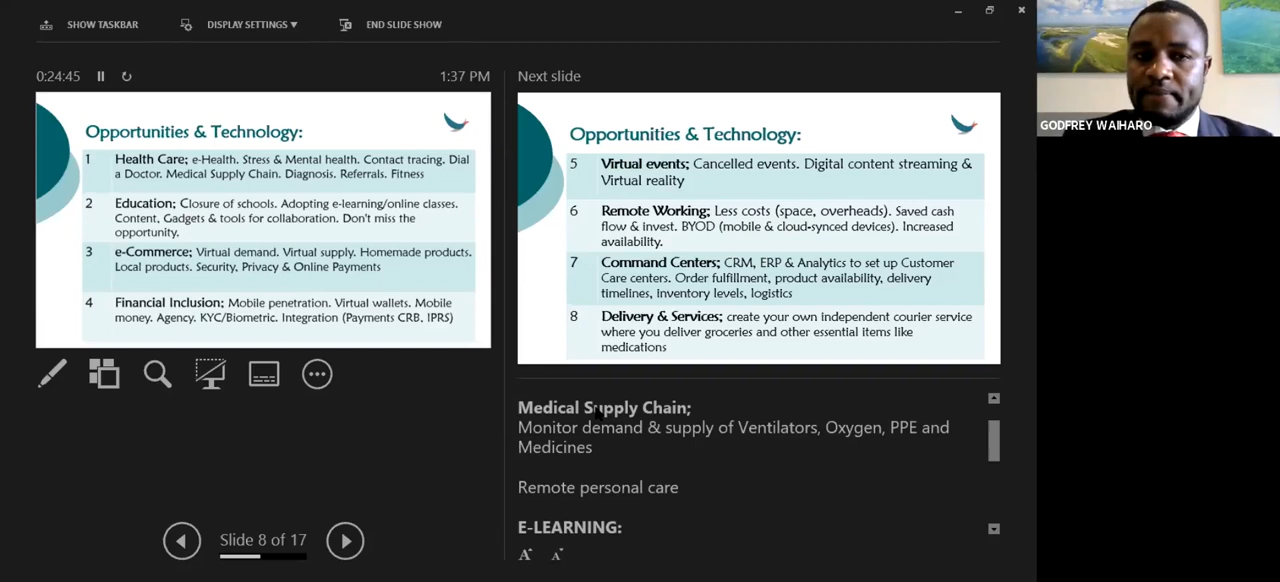 SHOW TASKBAR
DISPLAY SETTINGS ▼
END SLIDE SHOW
0:24:45
1:37 PM
Next slide
Opportunities & Technology:
1 Health Care; e-Health. Stress & Mental health. Contact tracing. Dial
a Doctor. Medical Supply Chain. Diagnosis. Referrals. Fitness
2 Education; Closure of schools. Adopting e-learning/online classes.
Content, Gadgets & tools for collaboration. Don't miss the
opportunity.
3 e-Commerce; Virtual demand. Virtual supply. Homemade products.
Local products. Security, Privacy & Online Payments
4 Financial Inclusion; Mobile penetration. Virtual wallets. Mobile
money. Agency. KYC/Biometric. Integration (Payments CRB, IPRS)
Slide 8 of 17
Opportunities & Technology:
5 Virtual events; Cancelled events. Digital content streaming &
Virtual reality
6 Remote Working; Less costs (space, overheads). Saved cash
flow & invest. BYOD (mobile & cloud-synced devices). Increased
availability.
7 Command Centers; CRM, ERP & Analytics to set up Customer
Care centers. Order fulfillment, product availability, delivery
timelines, inventory levels, logistics
8 Delivery & Services; create your own independent courier service
where you deliver groceries and other essential items like
medications
Medical Supply Chain;
Monitor demand & supply of Ventilators, Oxygen, PPE and
Medicines
Remote personal care
E-LEARNING:
A A
GODFREY WAIHARO